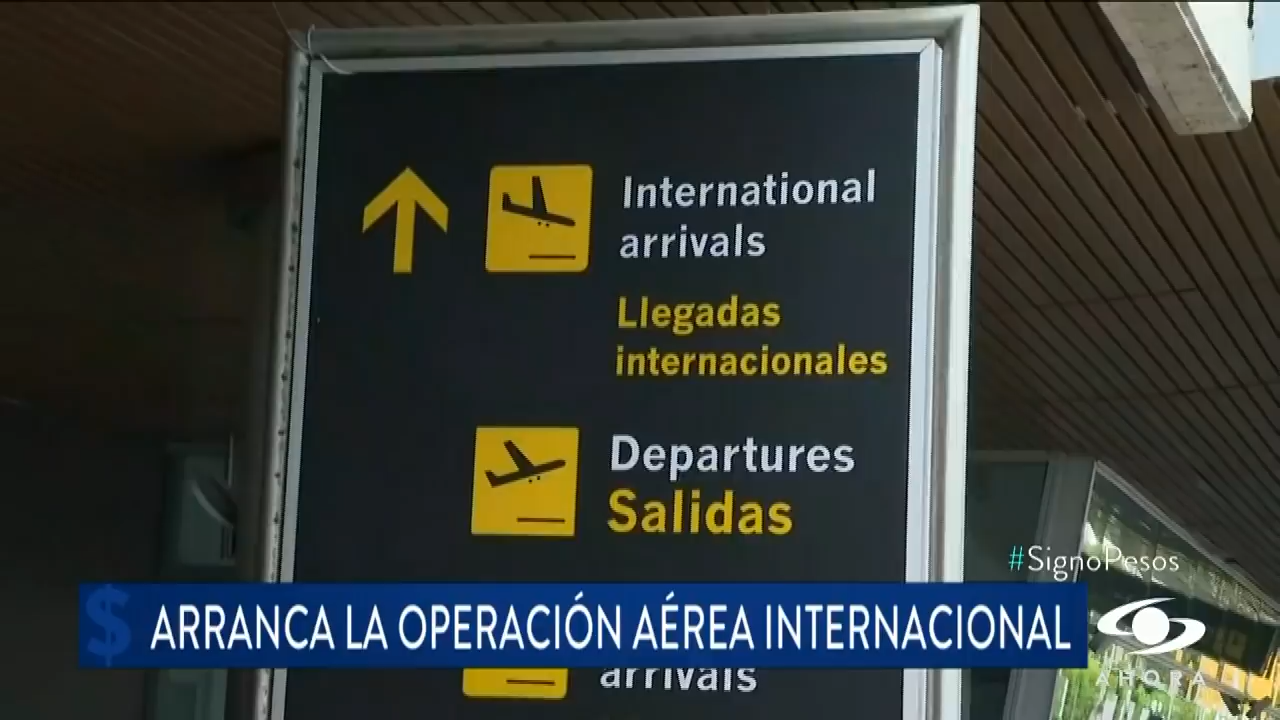 International
arrivals
Llegadas
internacionales
Departures
Salidas
#SignoPesos
$ ARRANCA LA OPERACIÓN AÉREA INTERNACIONAL
arrivals
AHORA